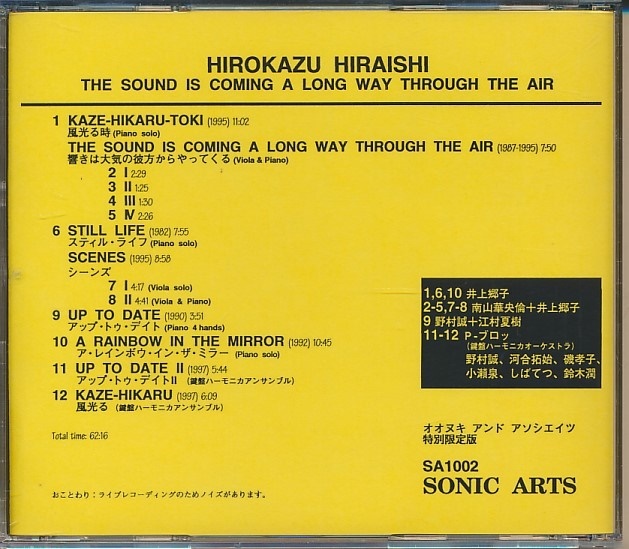 HIROKAZU HIRAISHI
THE SOUND IS COMING A LONG WAY THROUGH THE AIR
1 KAZE-HIKARU-TOKI (1995) 11:02
風光る時 (Piano solo)
THE SOUND IS COMING A LONG WAY THROUGH THE AIR (1987-1995) 7:50
響きは大気の彼方からやってくる (Viola & Piano)
2 I 2:29
3 II 1:25
4 III 1:30
5 IV 2:26
6 STILL LIFE (1982) 7:55
スティル・ライフ (Piano solo)
SCENES (1995) 8:58
シーンズ
7 I 4:17 (Viola solo)
8 II 4:41 (Viola & Piano)
9 UP TO DATE (1990) 3:51
アップ・トゥ・デイト (Piano 4 hands)
10 A RAINBOW IN THE MIRROR (1992) 10:45
ア・レインボウ・イン・ザ・ミラー (Piano solo)
11 UP TO DATE II (1997) 5:44
アップ・トゥ・デイトII (鍵盤ハーモニカアンサンブル)
12 KAZE-HIKARU (1997) 6:09
風光る (鍵盤ハーモニカアンサンブル)
Total time: 62:16
おことわり:ライブレコーディングのためノイズがあります。
1,6,10 井上郷子
2-5,7-8 南山華央倫+井上郷子
9 野村誠+江村夏樹
11-12 P-ブロッ
(鍵盤ハーモニカオーケストラ)
野村誠、河合拓始、磯孝子、
小瀬泉、しばてつ、鈴木潤
オオヌキ アンド アソシエイツ
特別限定版
SA1002
SONIC ARTS